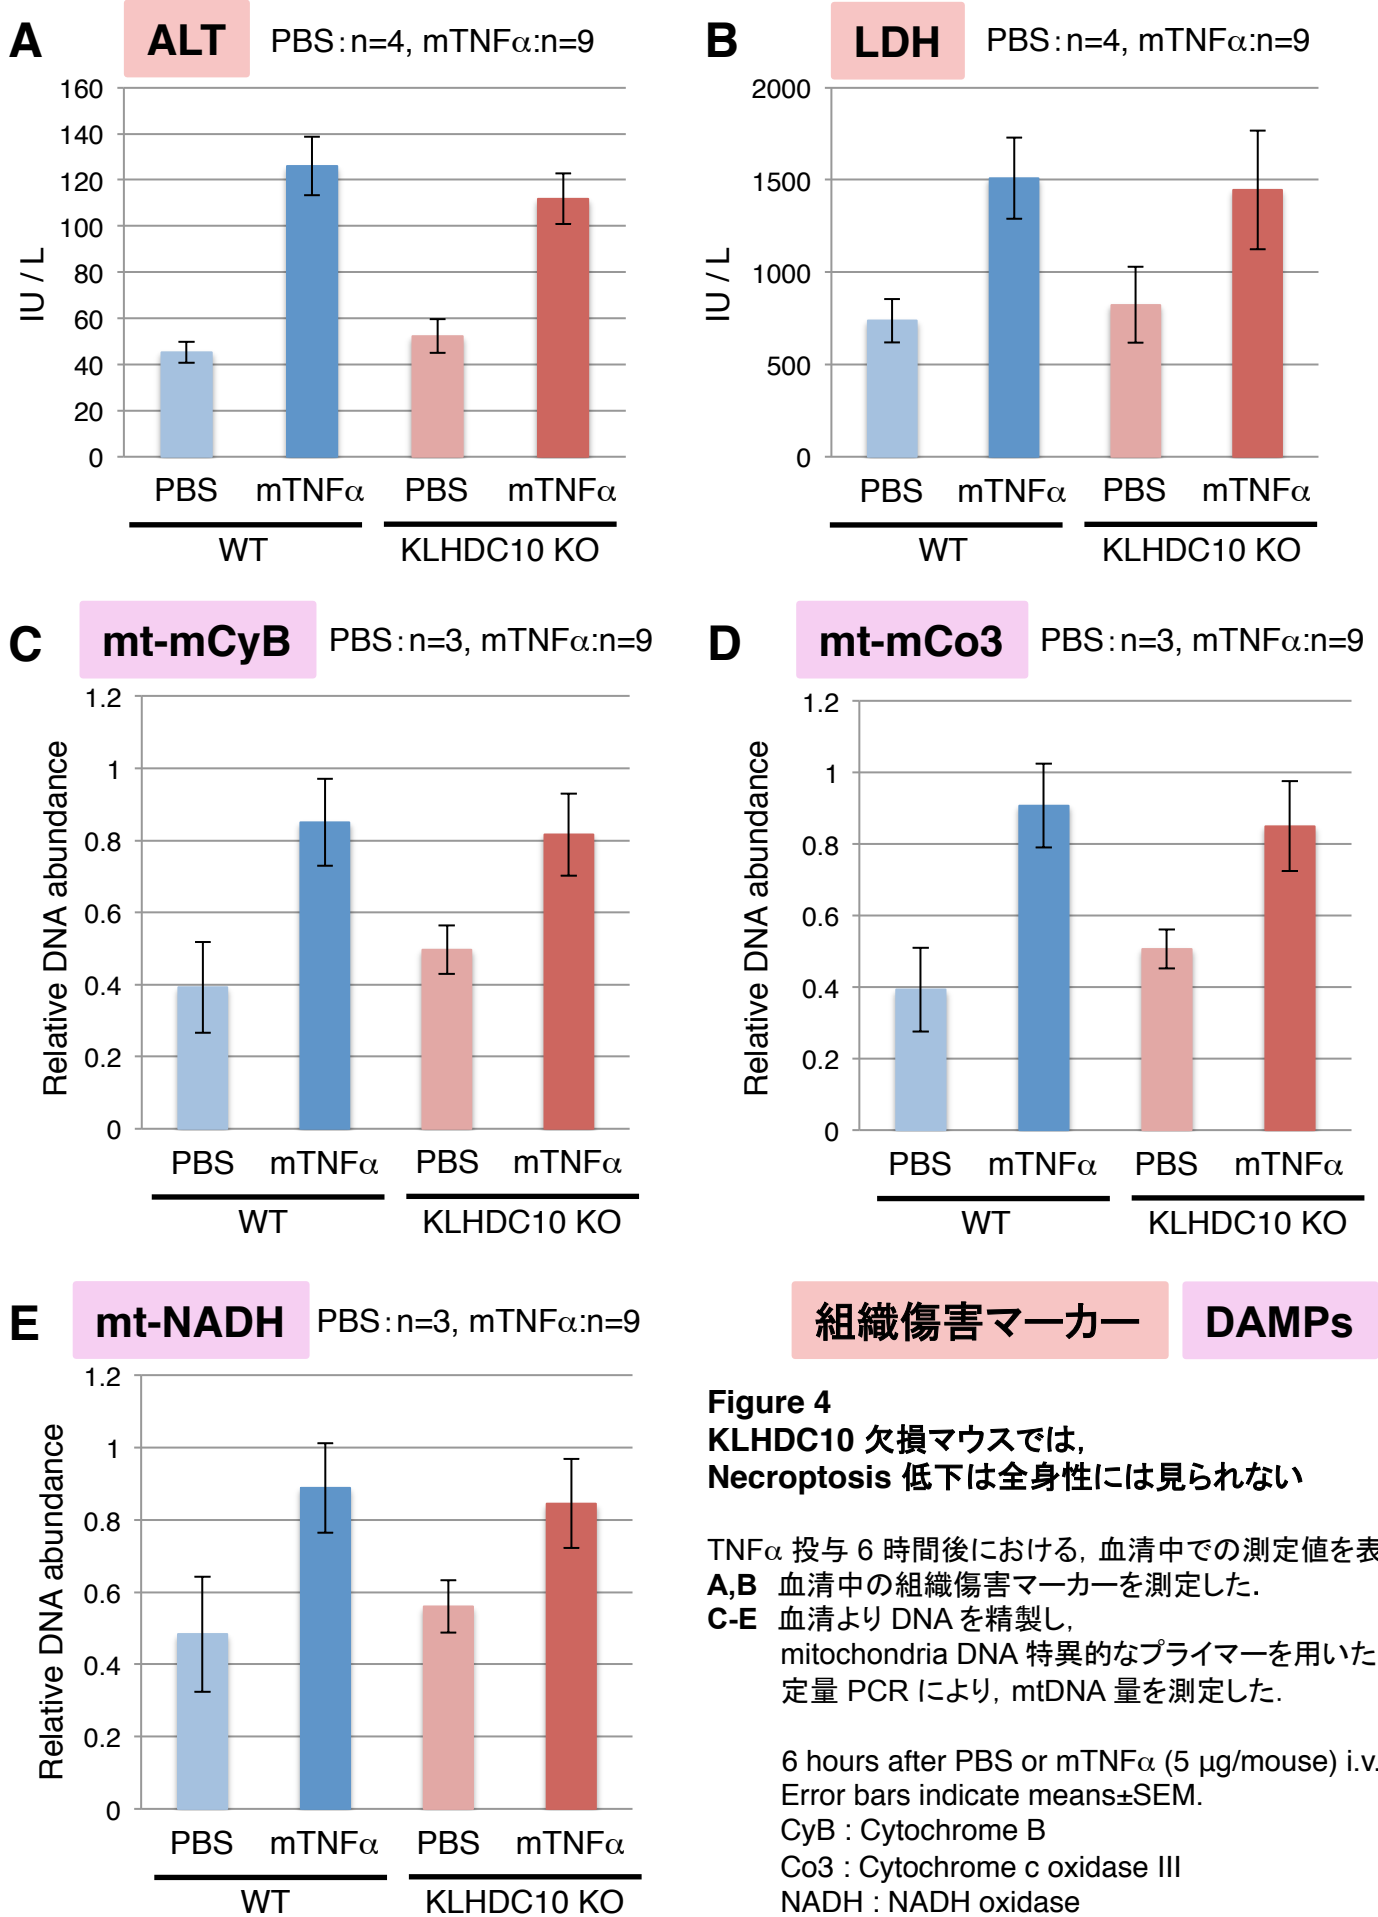 A ALT PBS：n=4, mTNFα:n=9
160
140
120
100
80
60
40
20
0
IU / L
PBS mTNFα PBS mTNFα
WT KLHDC10 KO
B LDH PBS：n=4, mTNFα:n=9
2000
1500
1000
500
0
IU / L
PBS mTNFα PBS mTNFα
WT KLHDC10 KO
C mt-mCyB PBS：n=3, mTNFα:n=9
1.2
1
0.8
0.6
0.4
0.2
0
Relative DNA abundance
PBS mTNFα PBS mTNFα
WT KLHDC10 KO
D mt-mCo3 PBS：n=3, mTNFα:n=9
1.2
1
0.8
0.6
0.4
0.2
0
Relative DNA abundance
PBS mTNFα PBS mTNFα
WT KLHDC10 KO
E mt-NADH PBS：n=3, mTNFα:n=9
1.2
1
0.8
0.6
0.4
0.2
0
Relative DNA abundance
PBS mTNFα PBS mTNFα
WT KLHDC10 KO
組織傷害マーカー DAMPs
Figure 4
KLHDC10 欠損マウスでは，
Necroptosis 低下は全身性には見られない
TNFα 投与 6 時間後における，血清中での測定値を表
A,B 血清中の組織傷害マーカーを測定した．
C-E 血清より DNA を精製し，
mitochondria DNA 特異的なプライマーを用いた
定量 PCR により，mtDNA 量を測定した．
6 hours after PBS or mTNFα (5 μg/mouse) i.v.
Error bars indicate means±SEM.
CyB : Cytochrome B
Co3 : Cytochrome c oxidase III
NADH : NADH oxidase